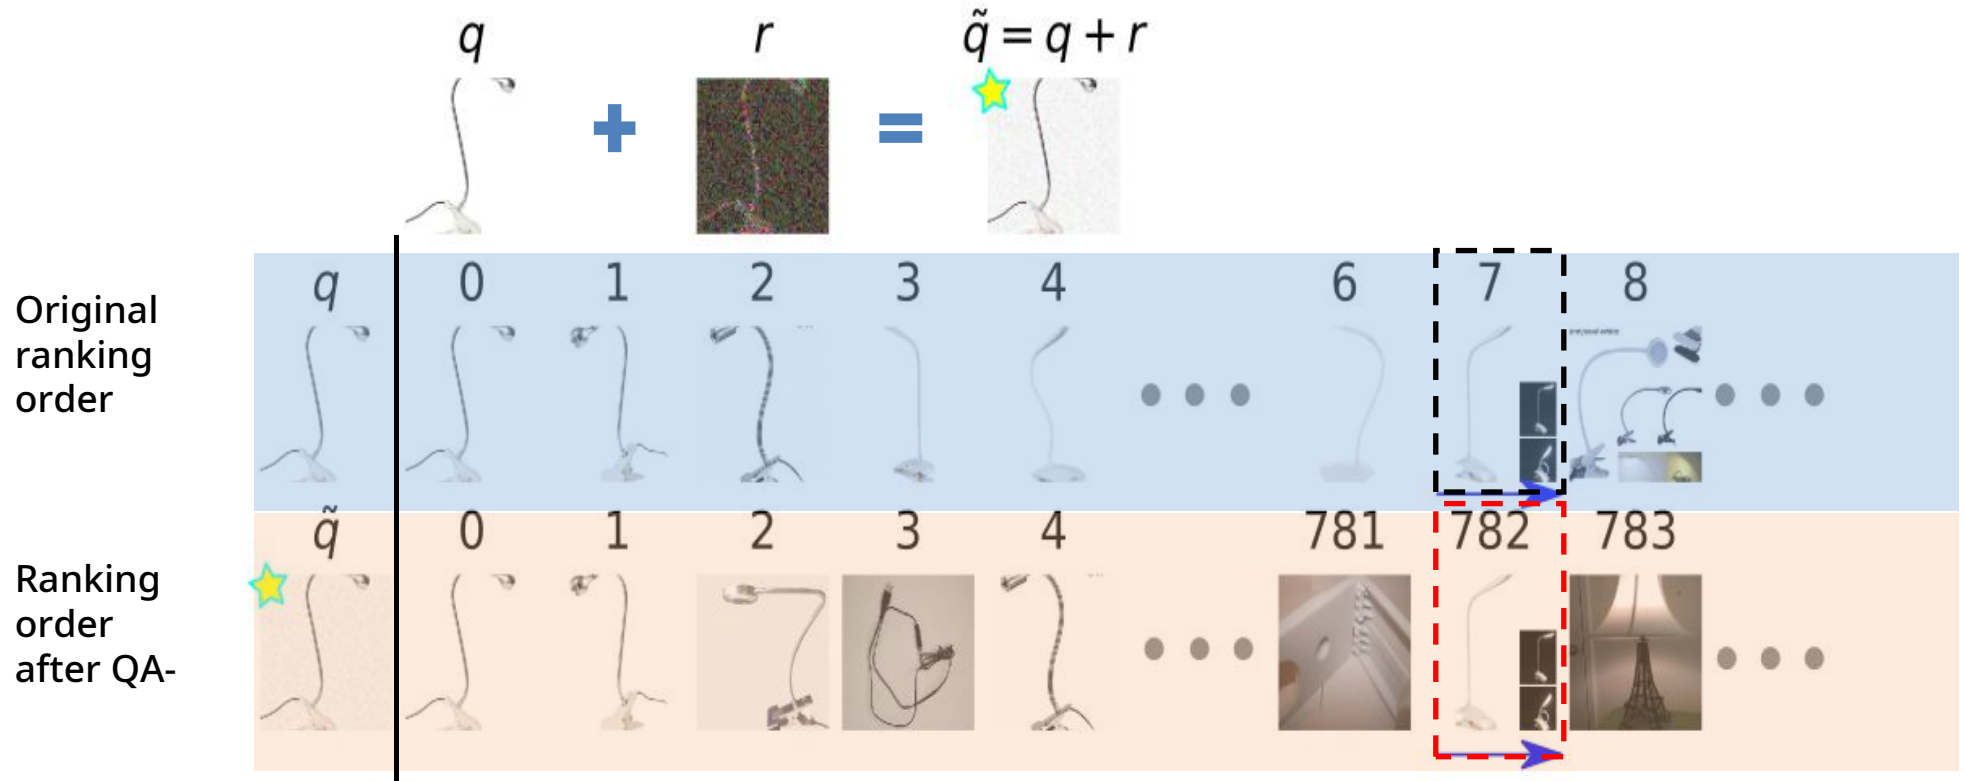 q r q̃ = q + r
Original
ranking
order
q 0 1 2 3 4 6 7 8
Ranking
order
after QA-
q̃ 0 1 2 3 4 781 782 783